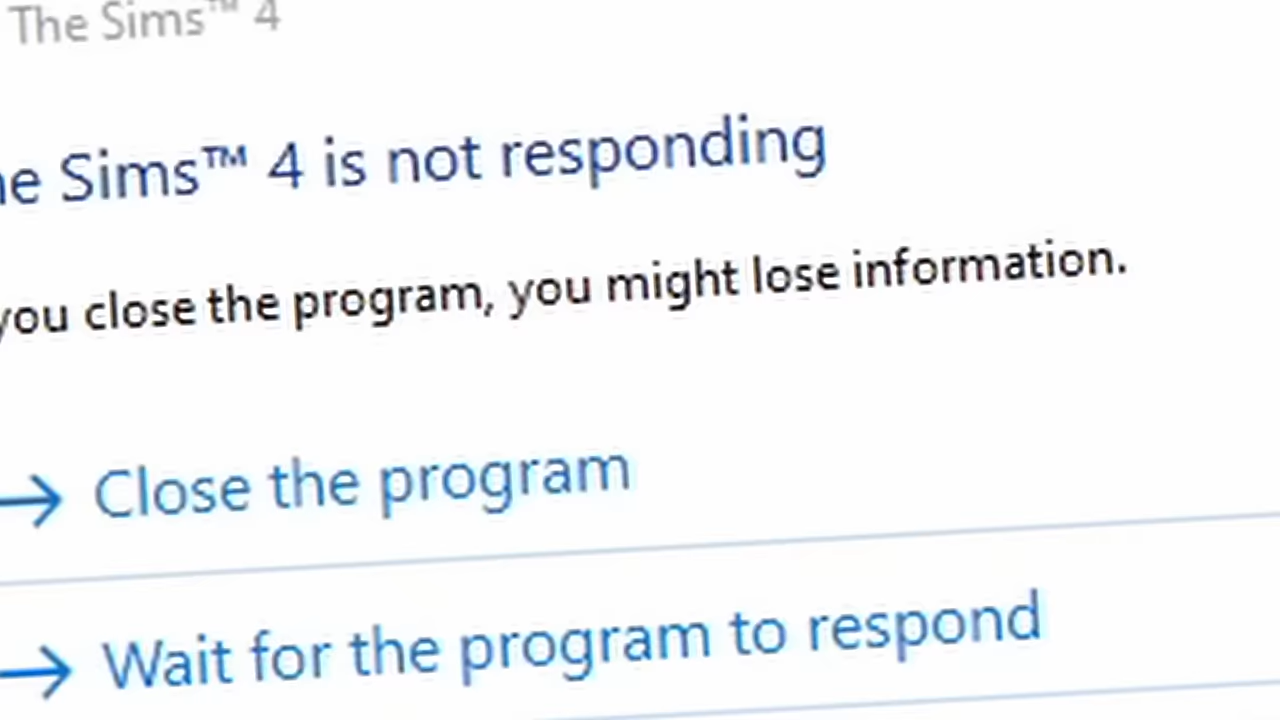 The Sims™ 4
he Sims™ 4 is not responding
you close the program, you might lose information.
→ Close the program
→ Wait for the program to respond